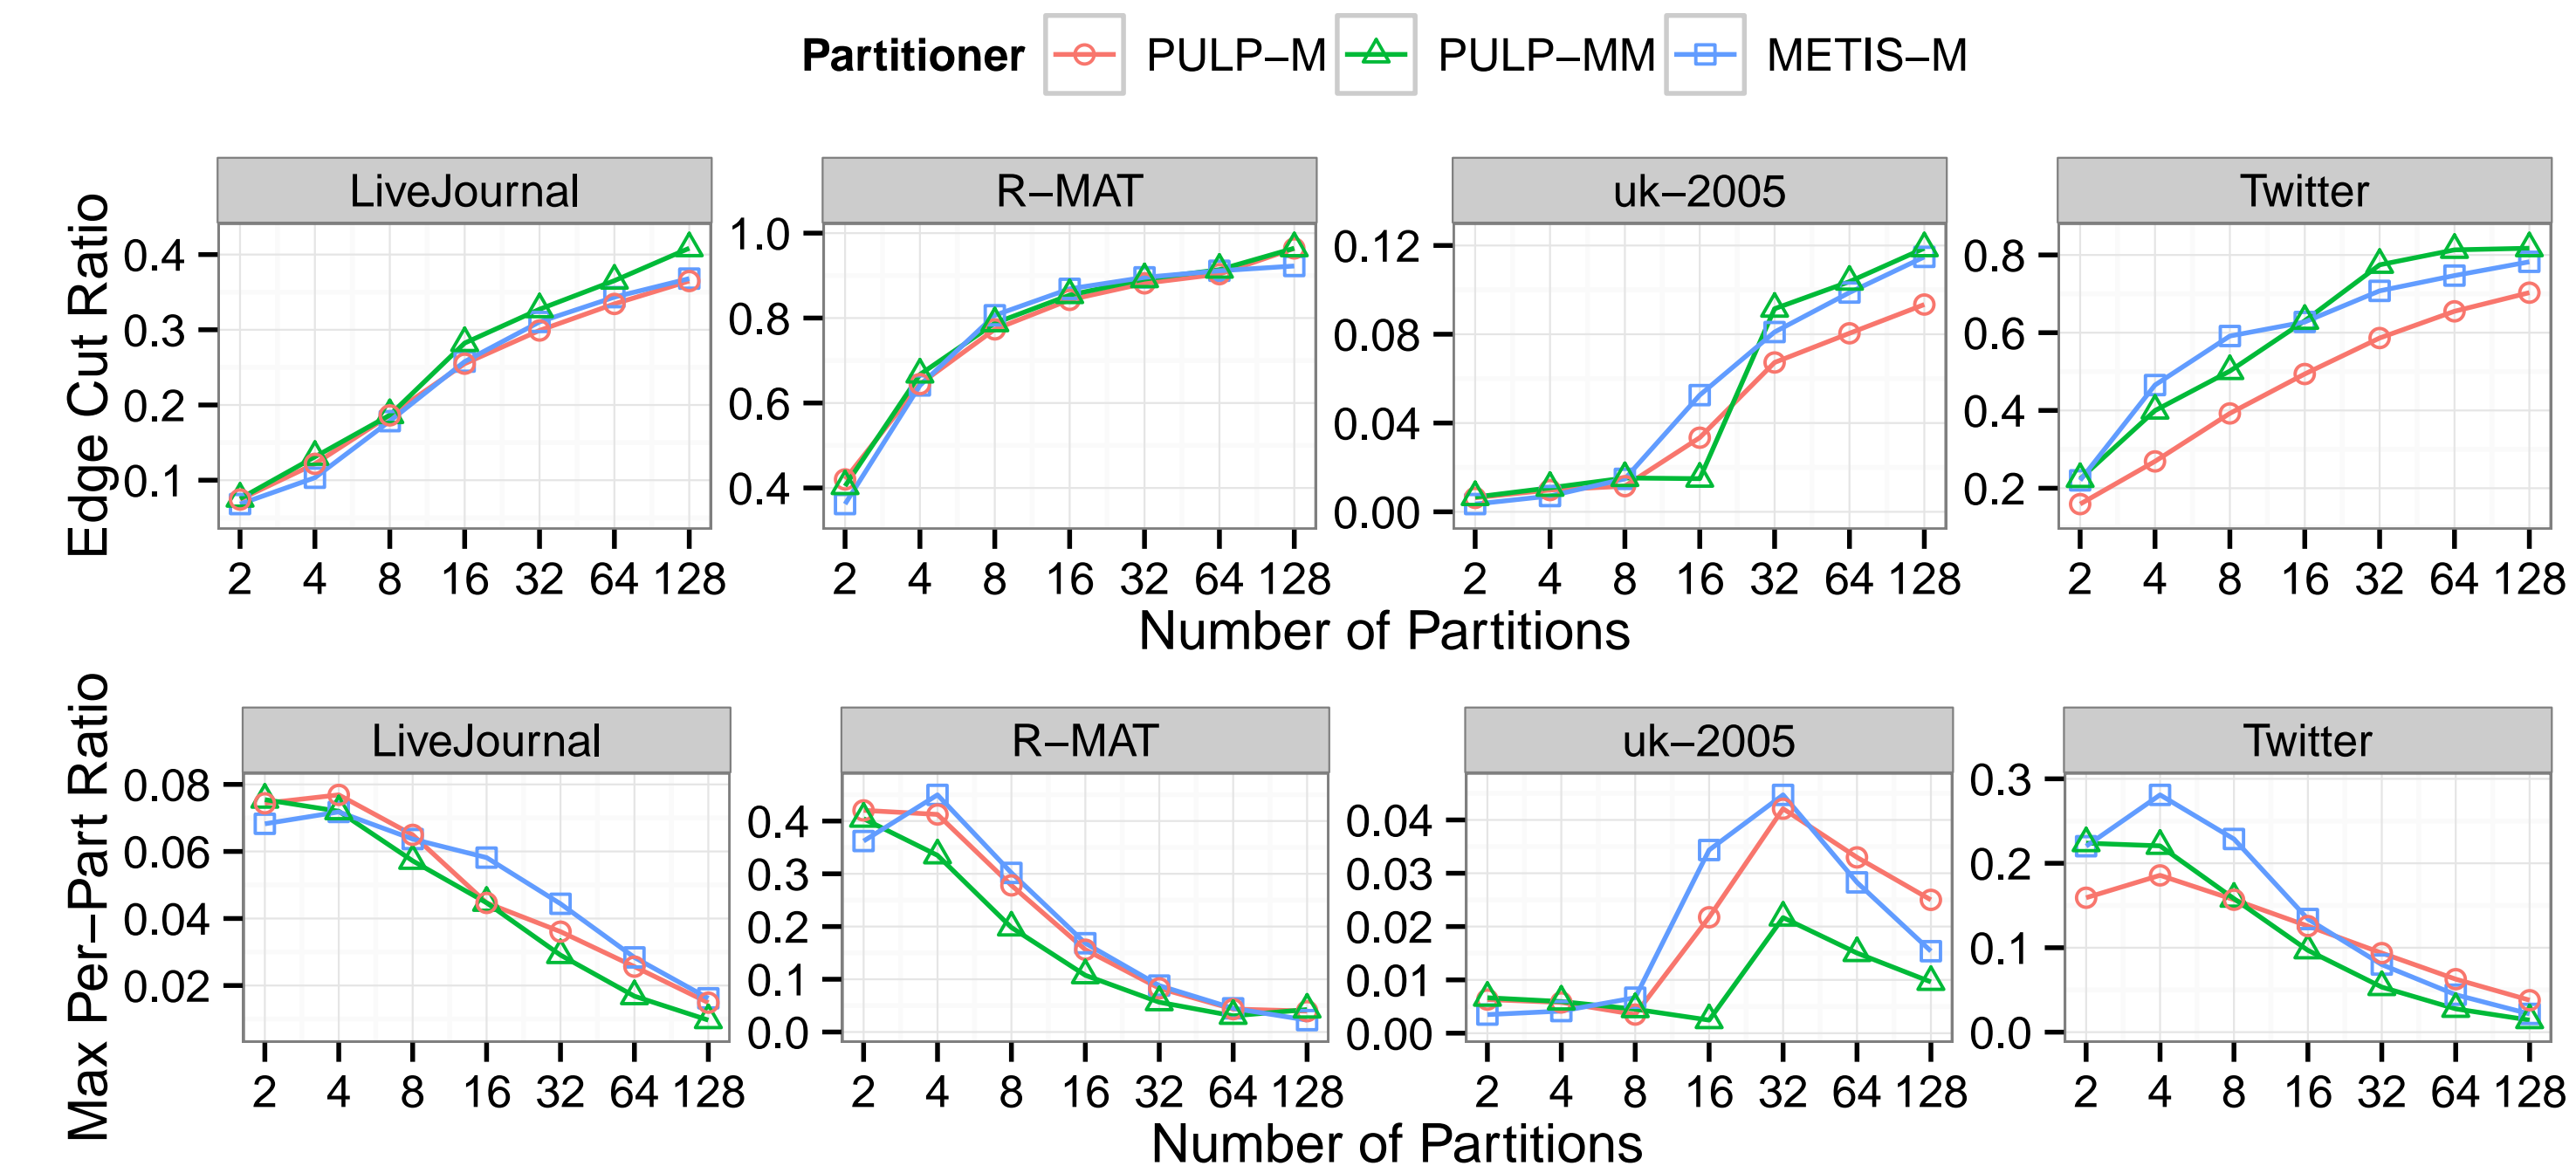 Partitioner PULP−M PULP−MM METIS−M
LiveJournal R−MAT uk−2005 Twitter
Edge Cut Ratio
0.4
0.3
0.2
0.1
2 4 8 16 32 64 128
1.0
0.8
0.6
0.4
2 4 8 16 32 64 128
0.12
0.08
0.04
0.00
2 4 8 16 32 64 128
0.8
0.6
0.4
0.2
2 4 8 16 32 64 128
Number of Partitions
LiveJournal R−MAT uk−2005 Twitter
Max Per−Part Ratio
0.08
0.06
0.04
0.02
2 4 8 16 32 64 128
0.4
0.3
0.2
0.1
0.0
2 4 8 16 32 64 128
0.04
0.03
0.02
0.01
0.00
2 4 8 16 32 64 128
0.3
0.2
0.1
0.0
2 4 8 16 32 64 128
Number of Partitions